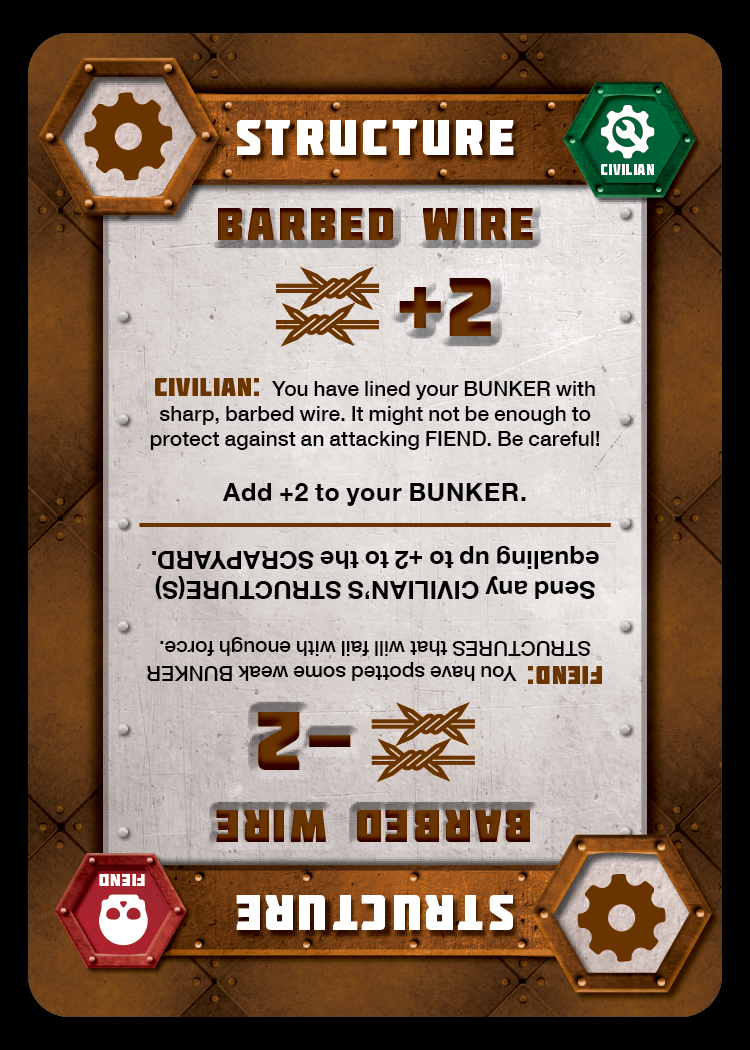 STRUCTURE
CIVILIAN
BARBED WIRE
+2
CIVILIAN: You have lined your BUNKER with
sharp, barbed wire. It might not be enough to
protect against an attacking FIEND. Be careful!
Add +2 to your BUNKER.
STRUCTURE
FIEND
BARBED WIRE
-2
FIEND: You have spotted some weak BUNKER
STRUCTURES that will fail with enough force.
Send any CIVILIAN'S STRUCTURE(S)
equaling up to +2 to the SCRAPYARD.